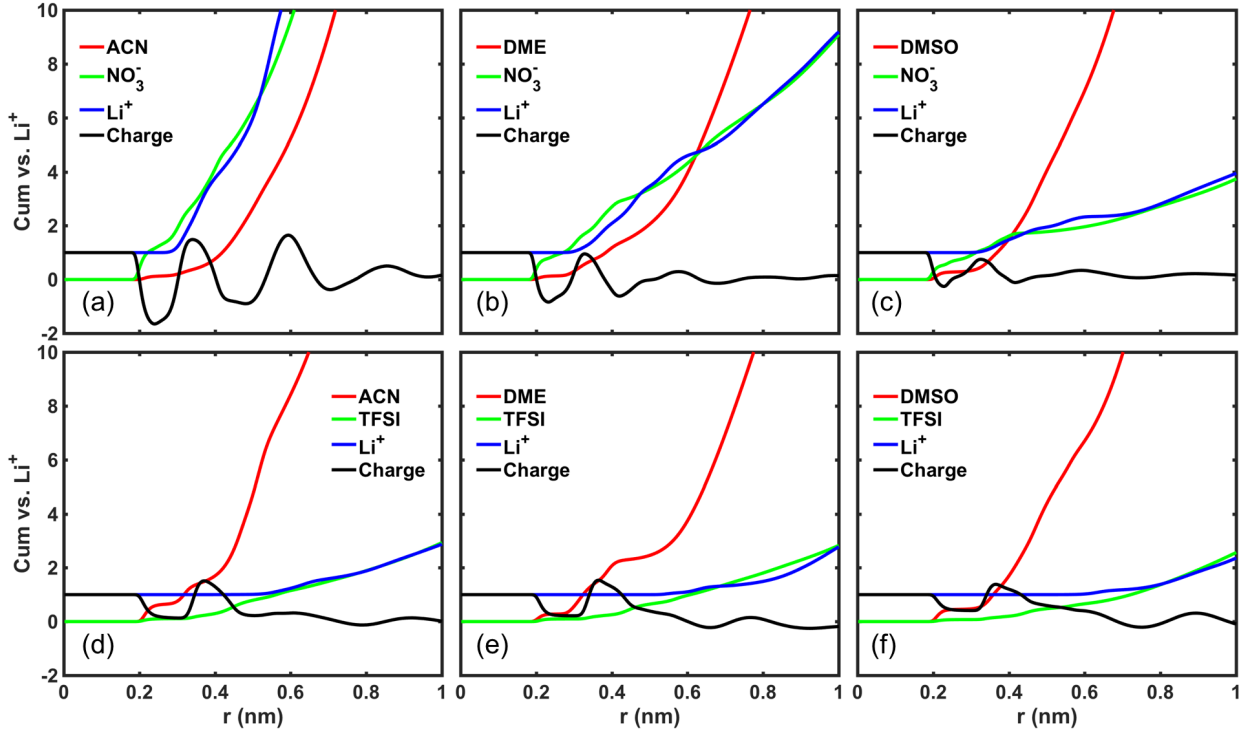 10
8
6
4
2
0
-2
Cum vs. Li⁺
ACN
NO₃⁻
Li⁺
Charge
(a)
DME
NO₃⁻
Li⁺
Charge
(b)
DMSO
NO₃⁻
Li⁺
Charge
(c)
10
8
6
4
2
0
-2
Cum vs. Li⁺
ACN
TFSI
Li⁺
Charge
(d)
DME
TFSI
Li⁺
Charge
(e)
DMSO
TFSI
Li⁺
Charge
(f)
0 0.2 0.4 0.6 0.8 1
0 0.2 0.4 0.6 0.8 1
0 0.2 0.4 0.6 0.8 1
r (nm)
r (nm)
r (nm)